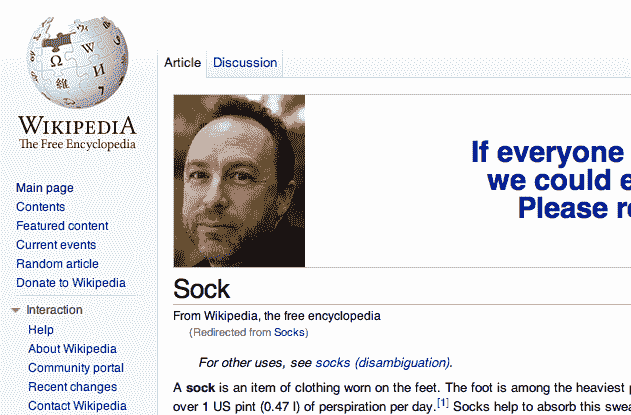 WIKIPEDIA
The Free Encyclopedia
Main page
Contents
Featured content
Current events
Random article
Donate to Wikipedia
Interaction
Help
About Wikipedia
Community portal
Recent changes
Contact Wikipedia
Article Discussion
If everyone
we could
Please
Sock
From Wikipedia, the free encyclopedia
(Redirected from Socks)
For other uses, see socks (disambiguation).
A sock is an item of clothing worn on the feet. The foot is among the heaviest
over 1 US pint (0.47 l) of perspiration per day.[1] Socks help to absorb this